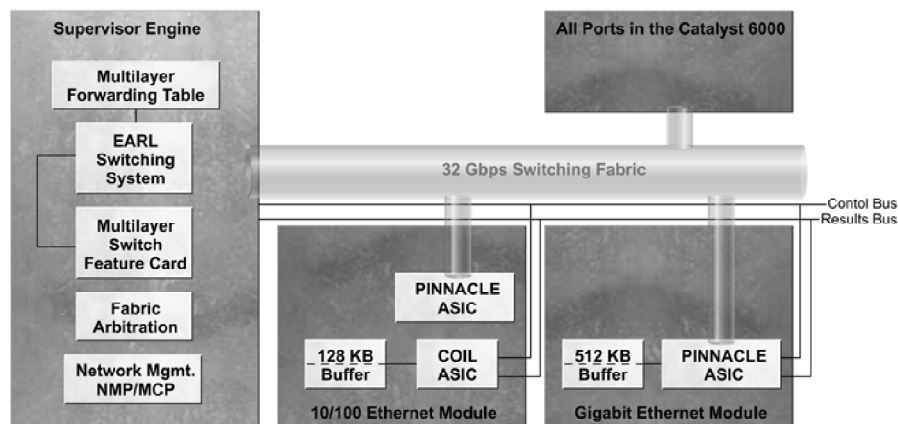 Supervisor Engine
Multilayer
Forwarding Table
EARL
Switching
System
Multilayer
Switch
Feature Card
Fabric
Arbitration
Network Mgmt.
NMP/MCP
All Ports in the Catalyst 6000
32 Gbps Switching Fabric
Contol Bus
Results Bus
PINNACLE
ASIC
128 KB
Buffer
COIL
ASIC
10/100 Ethernet Module
512 KB
Buffer
PINNACLE
ASIC
Gigabit Ethernet Module